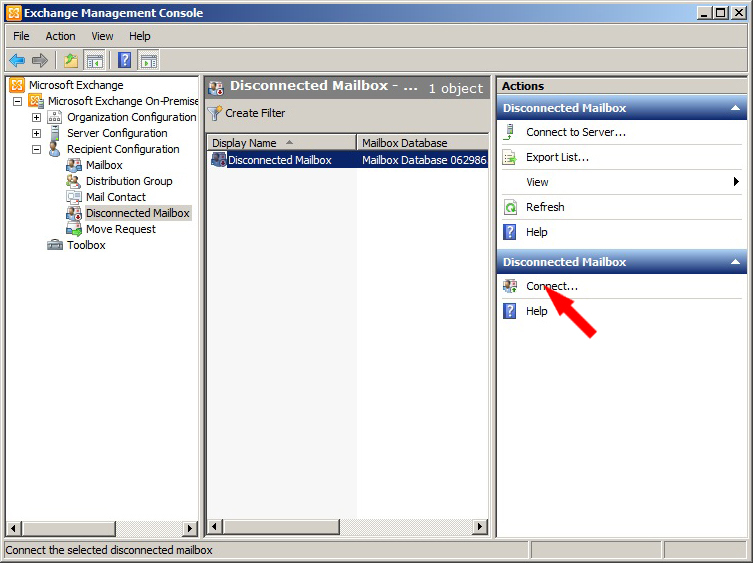 Exchange Management Console
File Action View Help
Microsoft Exchange
Microsoft Exchange On-Premise
Organization Configuration
Server Configuration
Recipient Configuration
Mailbox
Distribution Group
Mail Contact
Disconnected Mailbox
Move Request
Toolbox
Disconnected Mailbox - ... 1 object
Create Filter
Display Name Mailbox Database
Disconnected Mailbox Mailbox Database 062986
Actions
Disconnected Mailbox
Connect to Server...
Export List...
View
Refresh
Help
Disconnected Mailbox
Connect...
Help
Connect the selected disconnected mailbox